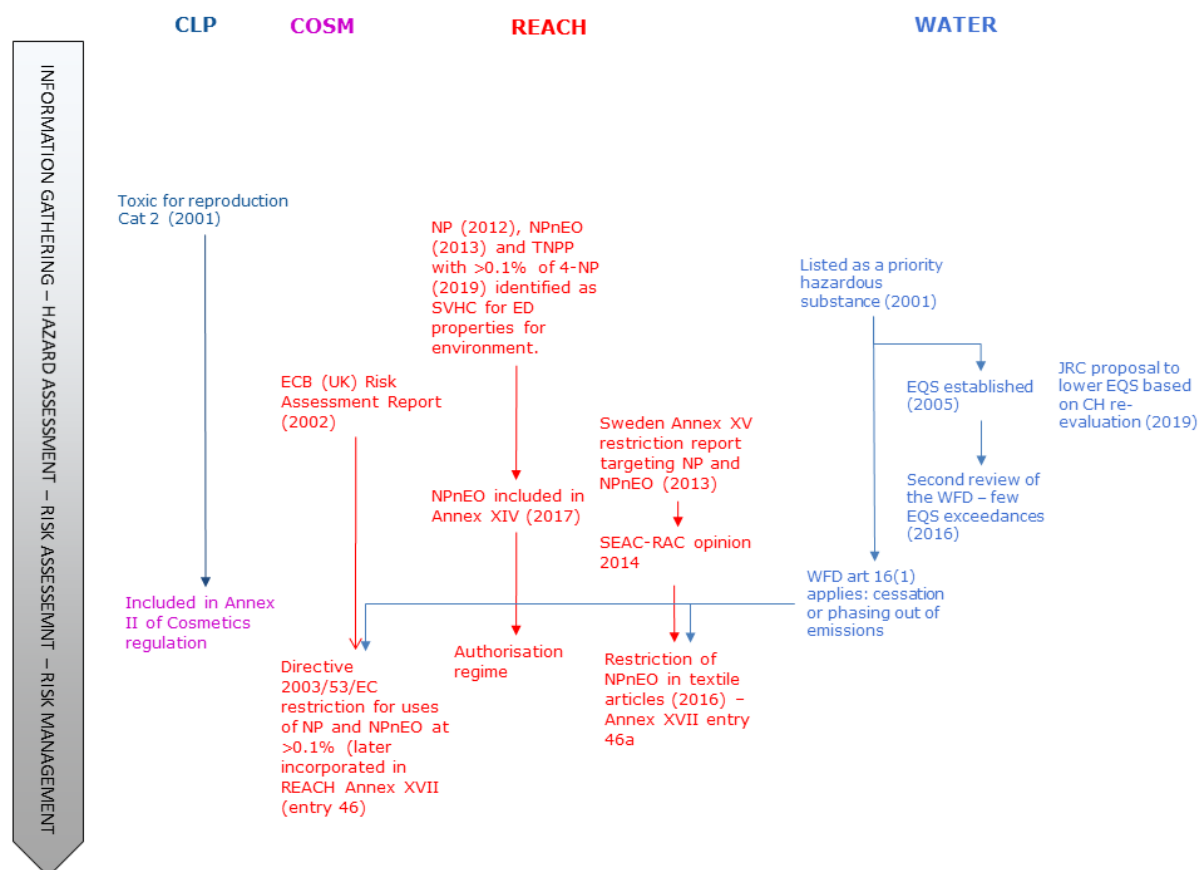 CLP
COSM
REACH
WATER
INFORMATION GATHERING – HAZARD ASSESSMENT – RISK ASSESSEMNT – RISK MANAGEMENT
Toxic for reproduction
Cat 2 (2001)
Included in Annex
II of Cosmetics
regulation
ECB (UK) Risk
Assessment Report
(2002)
Directive
2003/53/EC
restriction for uses
of NP and NPnEO at
>0.1% (later
incorporated in
REACH Annex XVII
(entry 46)
NP (2012), NPnEO
(2013) and TNPP
with >0.1% of 4-NP
(2019) identified as
SVHC for ED
properties for
environment.
NPnEO included in
Annex XIV (2017)
Authorisation
regime
Sweden Annex XV
restriction report
targeting NP and
NPnEO (2013)
SEAC-RAC opinion
2014
Restriction of
NPnEO in textile
articles (2016) –
Annex XVII entry
46a
Listed as a priority
hazardous
substance (2001)
EQS established
(2005)
Second review of
the WFD – few
EQS exceedances
(2016)
WFD art 16(1)
applies: cessation
or phasing out of
emissions
JRC proposal to
lower EQS based
on CH re-
evaluation (2019)